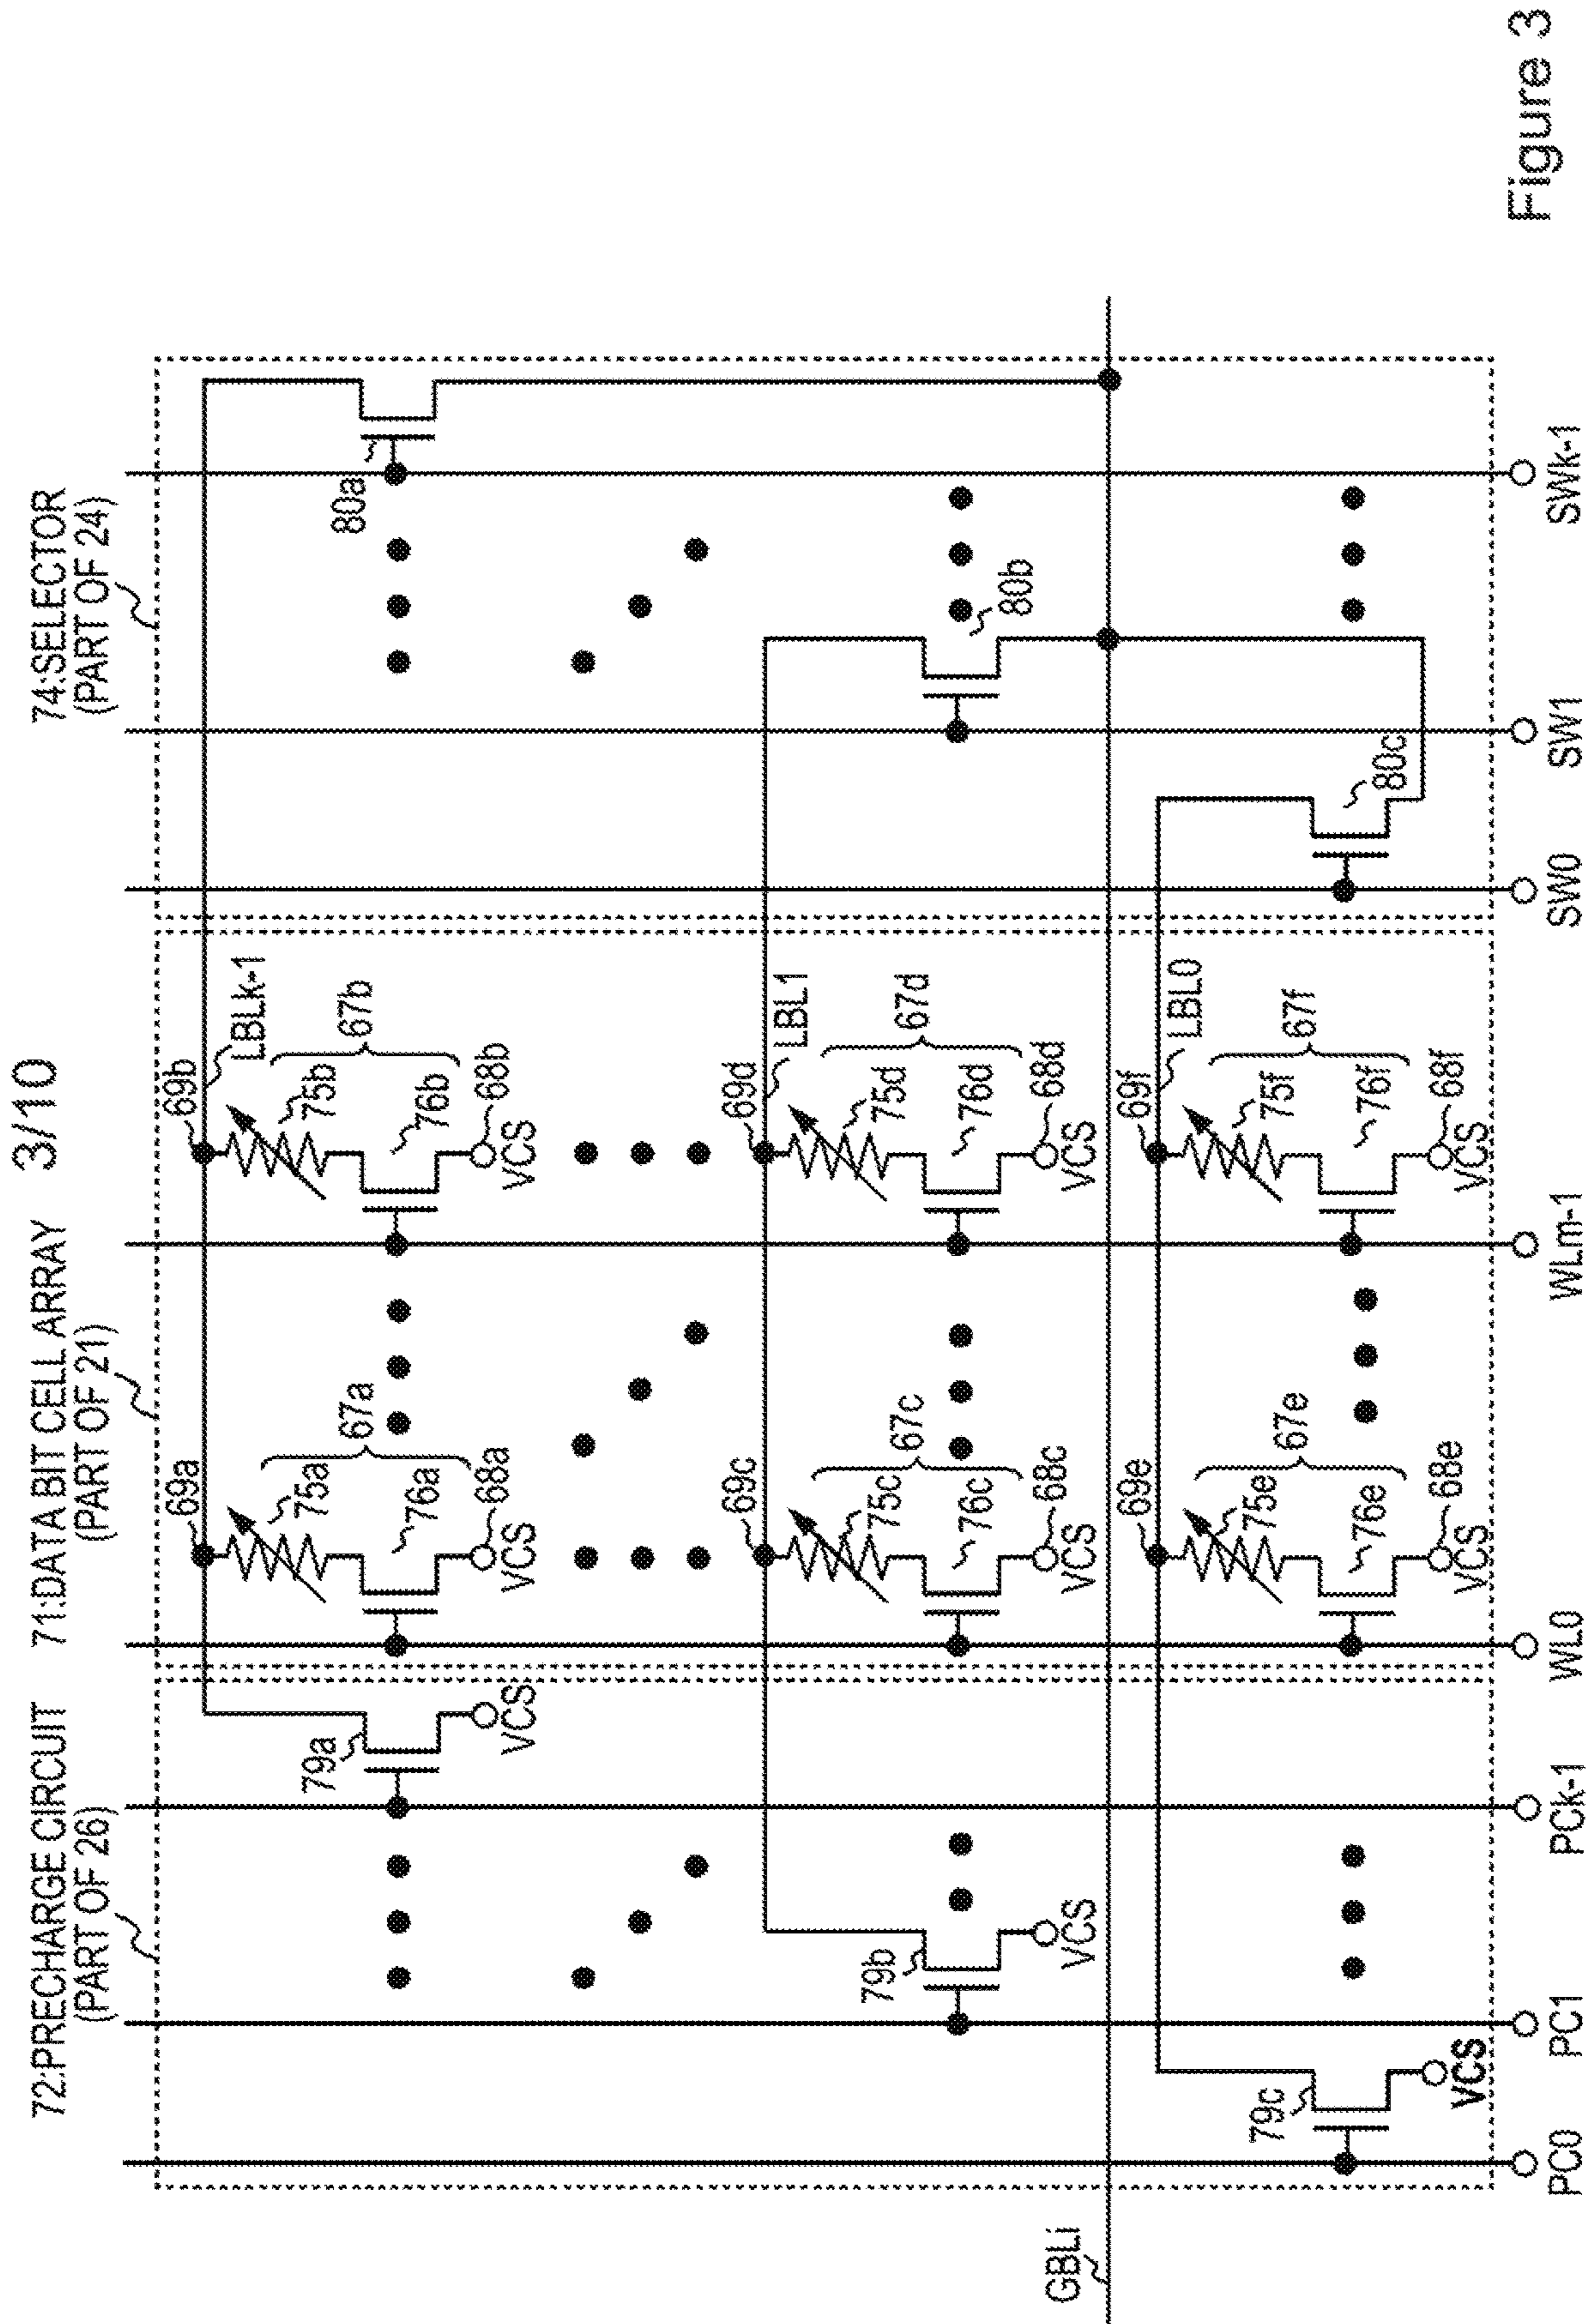 3/10
72:PRECHARGE CIRCUIT
(PART OF 26)
71:DATA BIT CELL ARRAY
(PART OF 21)
74:SELECTOR
(PART OF 24)
69a
69b
LBLk-1
75a
67a
75b
67b
80a
79a
76a
76b
VCS
68a
VCS
68b
VCS
69c
69d
LBL1
75c
67c
75d
67d
79b
76c
76d
80b
VCS
68c
VCS
68d
VCS
GBLi
69e
69f
LBL0
75e
67e
75f
67f
79c
76e
76f
80c
VCS
68e
VCS
68f
VCS
PC0
PC1
PCk-1
WL0
WLm-1
SW0
SW1
SWk-1
Figure 3